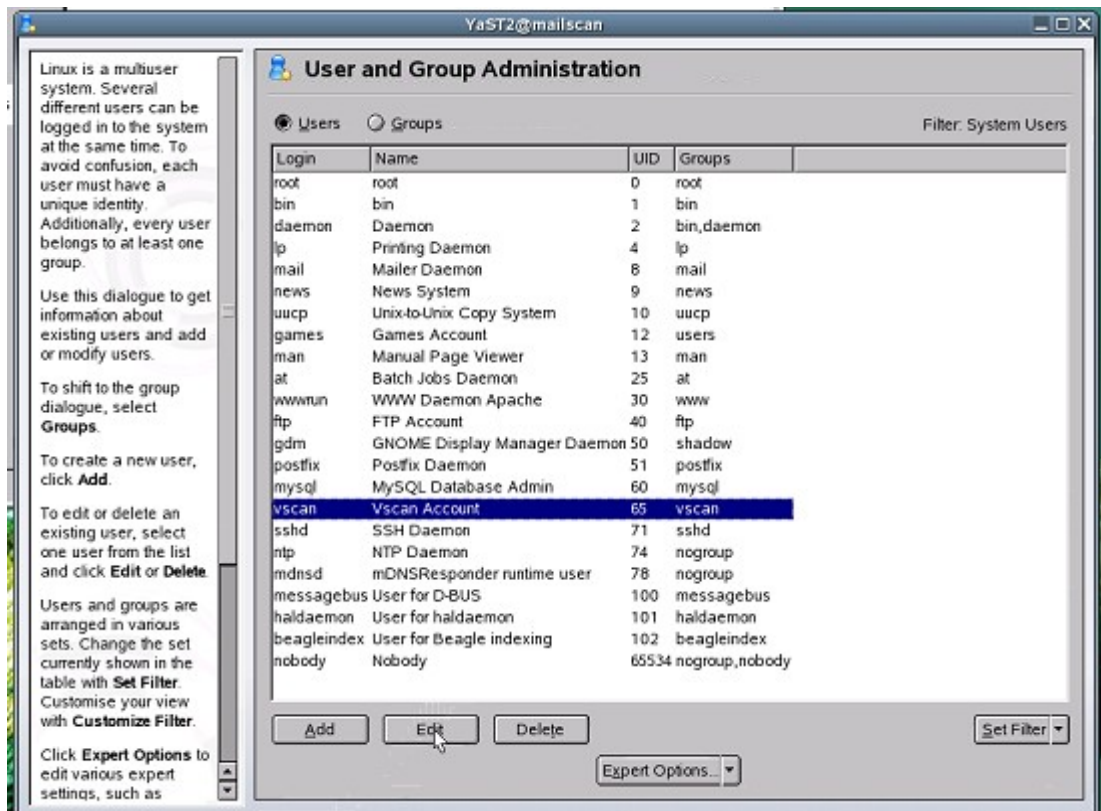 YaST2@mailscan
Linux is a multiuser
system. Several
different users can be
logged in to the system
at the same time. To
avoid confusion, each
user must have a
unique identity.
Additionally, every user
belongs to at least one
group.
Use this dialogue to get
information about
existing users and add
or modify users.
To shift to the group
dialogue, select
Groups.
To create a new user,
click Add.
To edit or delete an
existing user, select
one user from the list
and click Edit or Delete.
Users and groups are
arranged in various
sets. Change the set
currently shown in the
table with Set Filter.
Customise your view
with Customize Filter.
Click Expert Options to
edit various expert
settings, such as
User and Group Administration
Users Groups Filter: System Users
Login Name UID Groups
root root 0 root
bin bin 1 bin
daemon Daemon 2 bin,daemon
lp Printing Daemon 4 lp
mail Mailer Daemon 8 mail
news News System 9 news
uucp Unix-to-Unix Copy System 10 uucp
games Games Account 12 users
man Manual Page Viewer 13 man
at Batch Jobs Daemon 25 at
wwwrun WWW Daemon Apache 30 www
ftp FTP Account 40 ftp
gdm GNOME Display Manager Daemon 50 shadow
postfix Postfix Daemon 51 postfix
mysql MySQL Database Admin 60 mysql
vscan Vscan Account 65 vscan
sshd SSH Daemon 71 sshd
ntp NTP Daemon 74 nogroup
mdnsd mDNSResponder runtime user 78 nogroup
messagebus User for D-BUS 100 messagebus
haldaemon User for haldaemon 101 haldaemon
beagleindex User for Beagle indexing 102 beagleindex
nobody Nobody 65534 nogroup,nobody
Add Edit Delete Set Filter
Expert Options...